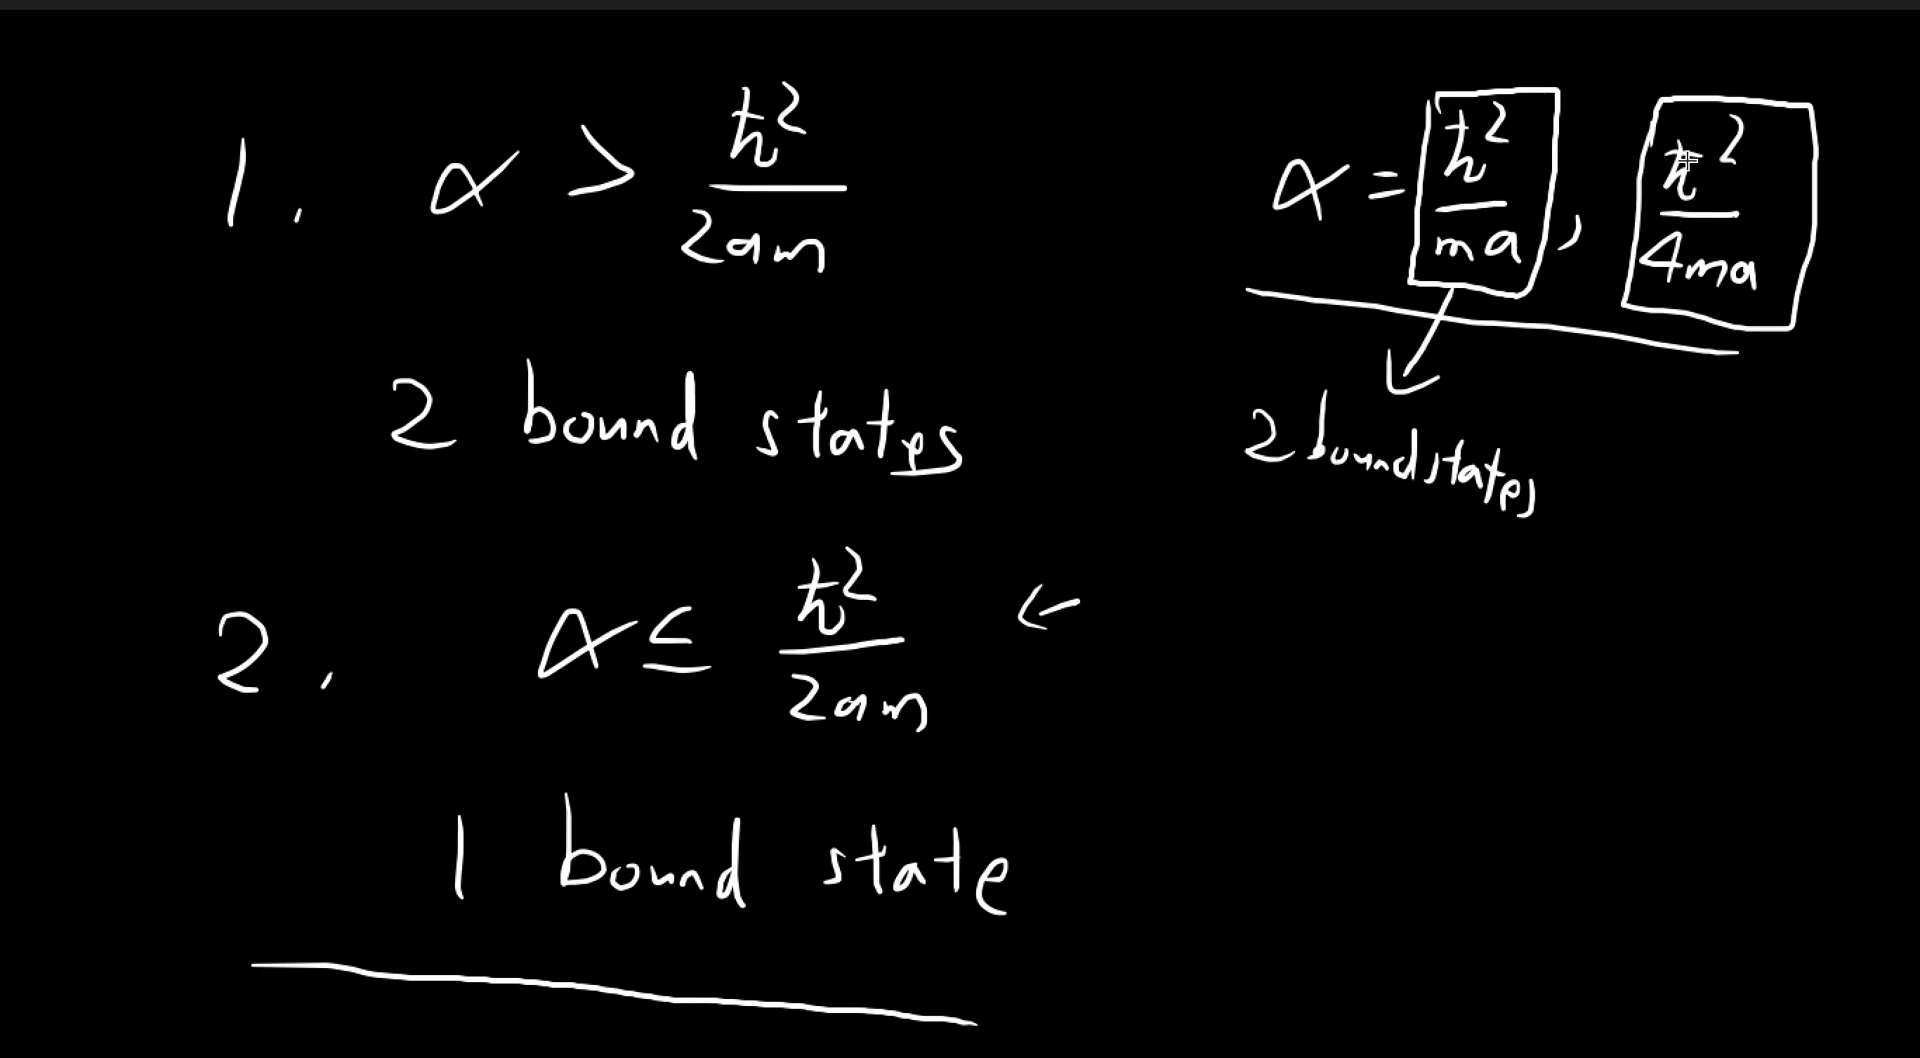 1. α > ħ²/2am
2 bound states
2. α ≤ ħ²/2am
1 bound state
α = ħ²/ma, ħ²/4ma
2 bound states